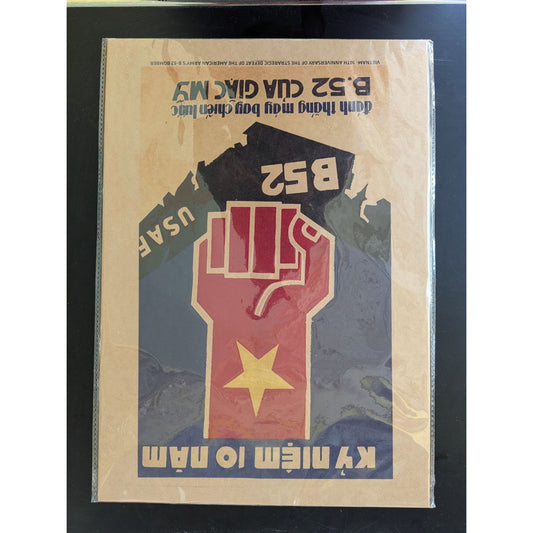 KỶ NIỆM 10 NĂM
USAF
B52
đánh thắng máy bay chiến lược
B.52 CỦA GIẶC MỸ
VIETNAM: 10TH ANNIVERSARY OF THE STRAREGIC DEFEAT OF THE AMERICAN ARMY'S B-52 BOMBER